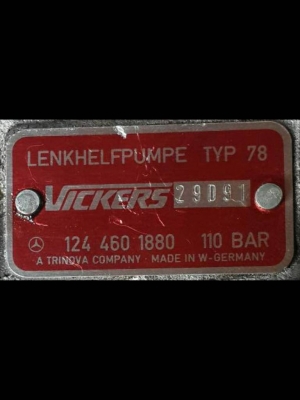 LENKHELFPUMPE TYP 78
VICKERS 29D91
124 460 1880 110 BAR
A TRINOVA COMPANY · MADE IN W-GERMANY